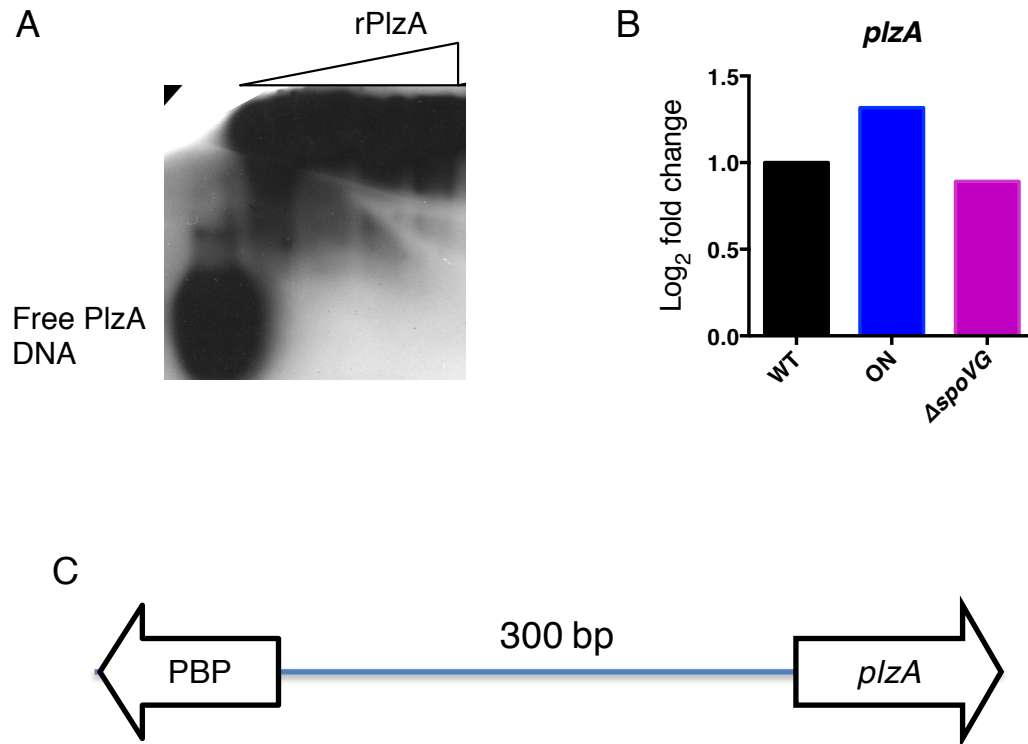 A
rPlzA
Free PlzA
DNA
B
plzA
Log₂ fold change
1.5
1.0
0.5
0.0
WT
ON
ΔspoVG
C
300 bp
PBP
plzA